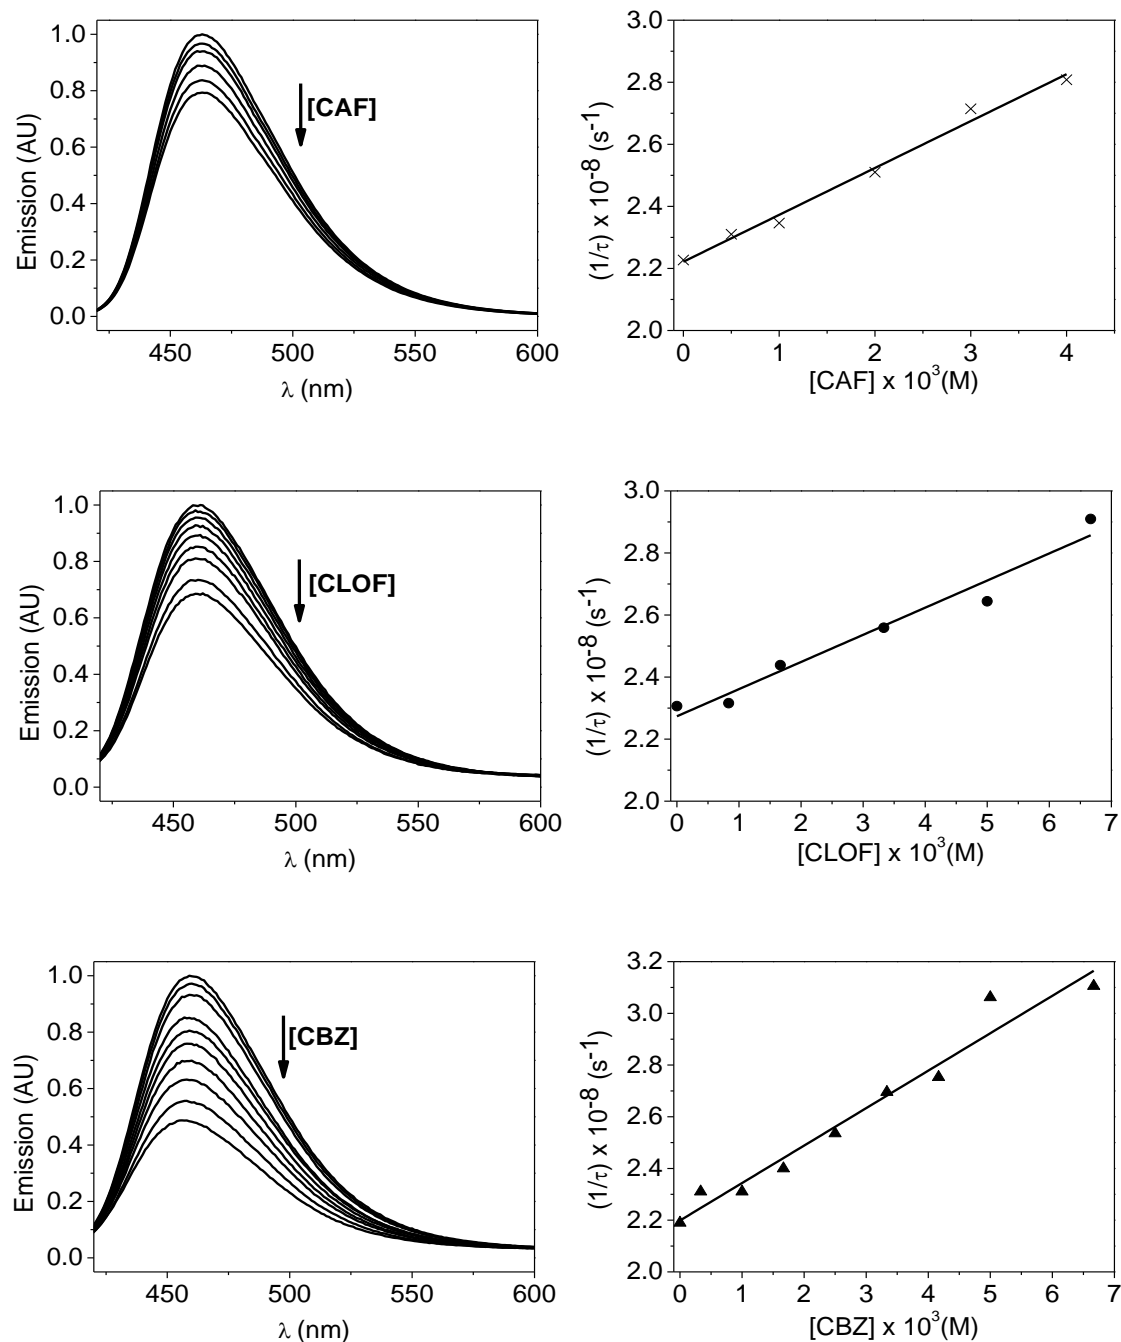 1.0
0.8
0.6
0.4
0.2
0.0
Emission (AU)
[CAF]
450 500 550 600
λ (nm)
3.0
2.8
2.6
2.4
2.2
2.0
(1/τ) x 10⁻⁸ (s⁻¹)
0 1 2 3 4
[CAF] x 10³(M)
1.0
0.8
0.6
0.4
0.2
0.0
Emission (AU)
[CLOF]
450 500 550 600
λ (nm)
3.0
2.8
2.6
2.4
2.2
2.0
(1/τ) x 10⁻⁸ (s⁻¹)
0 1 2 3 4 5 6 7
[CLOF] x 10³(M)
1.0
0.8
0.6
0.4
0.2
0.0
Emission (AU)
[CBZ]
450 500 550 600
λ (nm)
3.2
3.0
2.8
2.6
2.4
2.2
2.0
(1/τ) x 10⁻⁸ (s⁻¹)
0 1 2 3 4 5 6 7
[CBZ] x 10³(M)